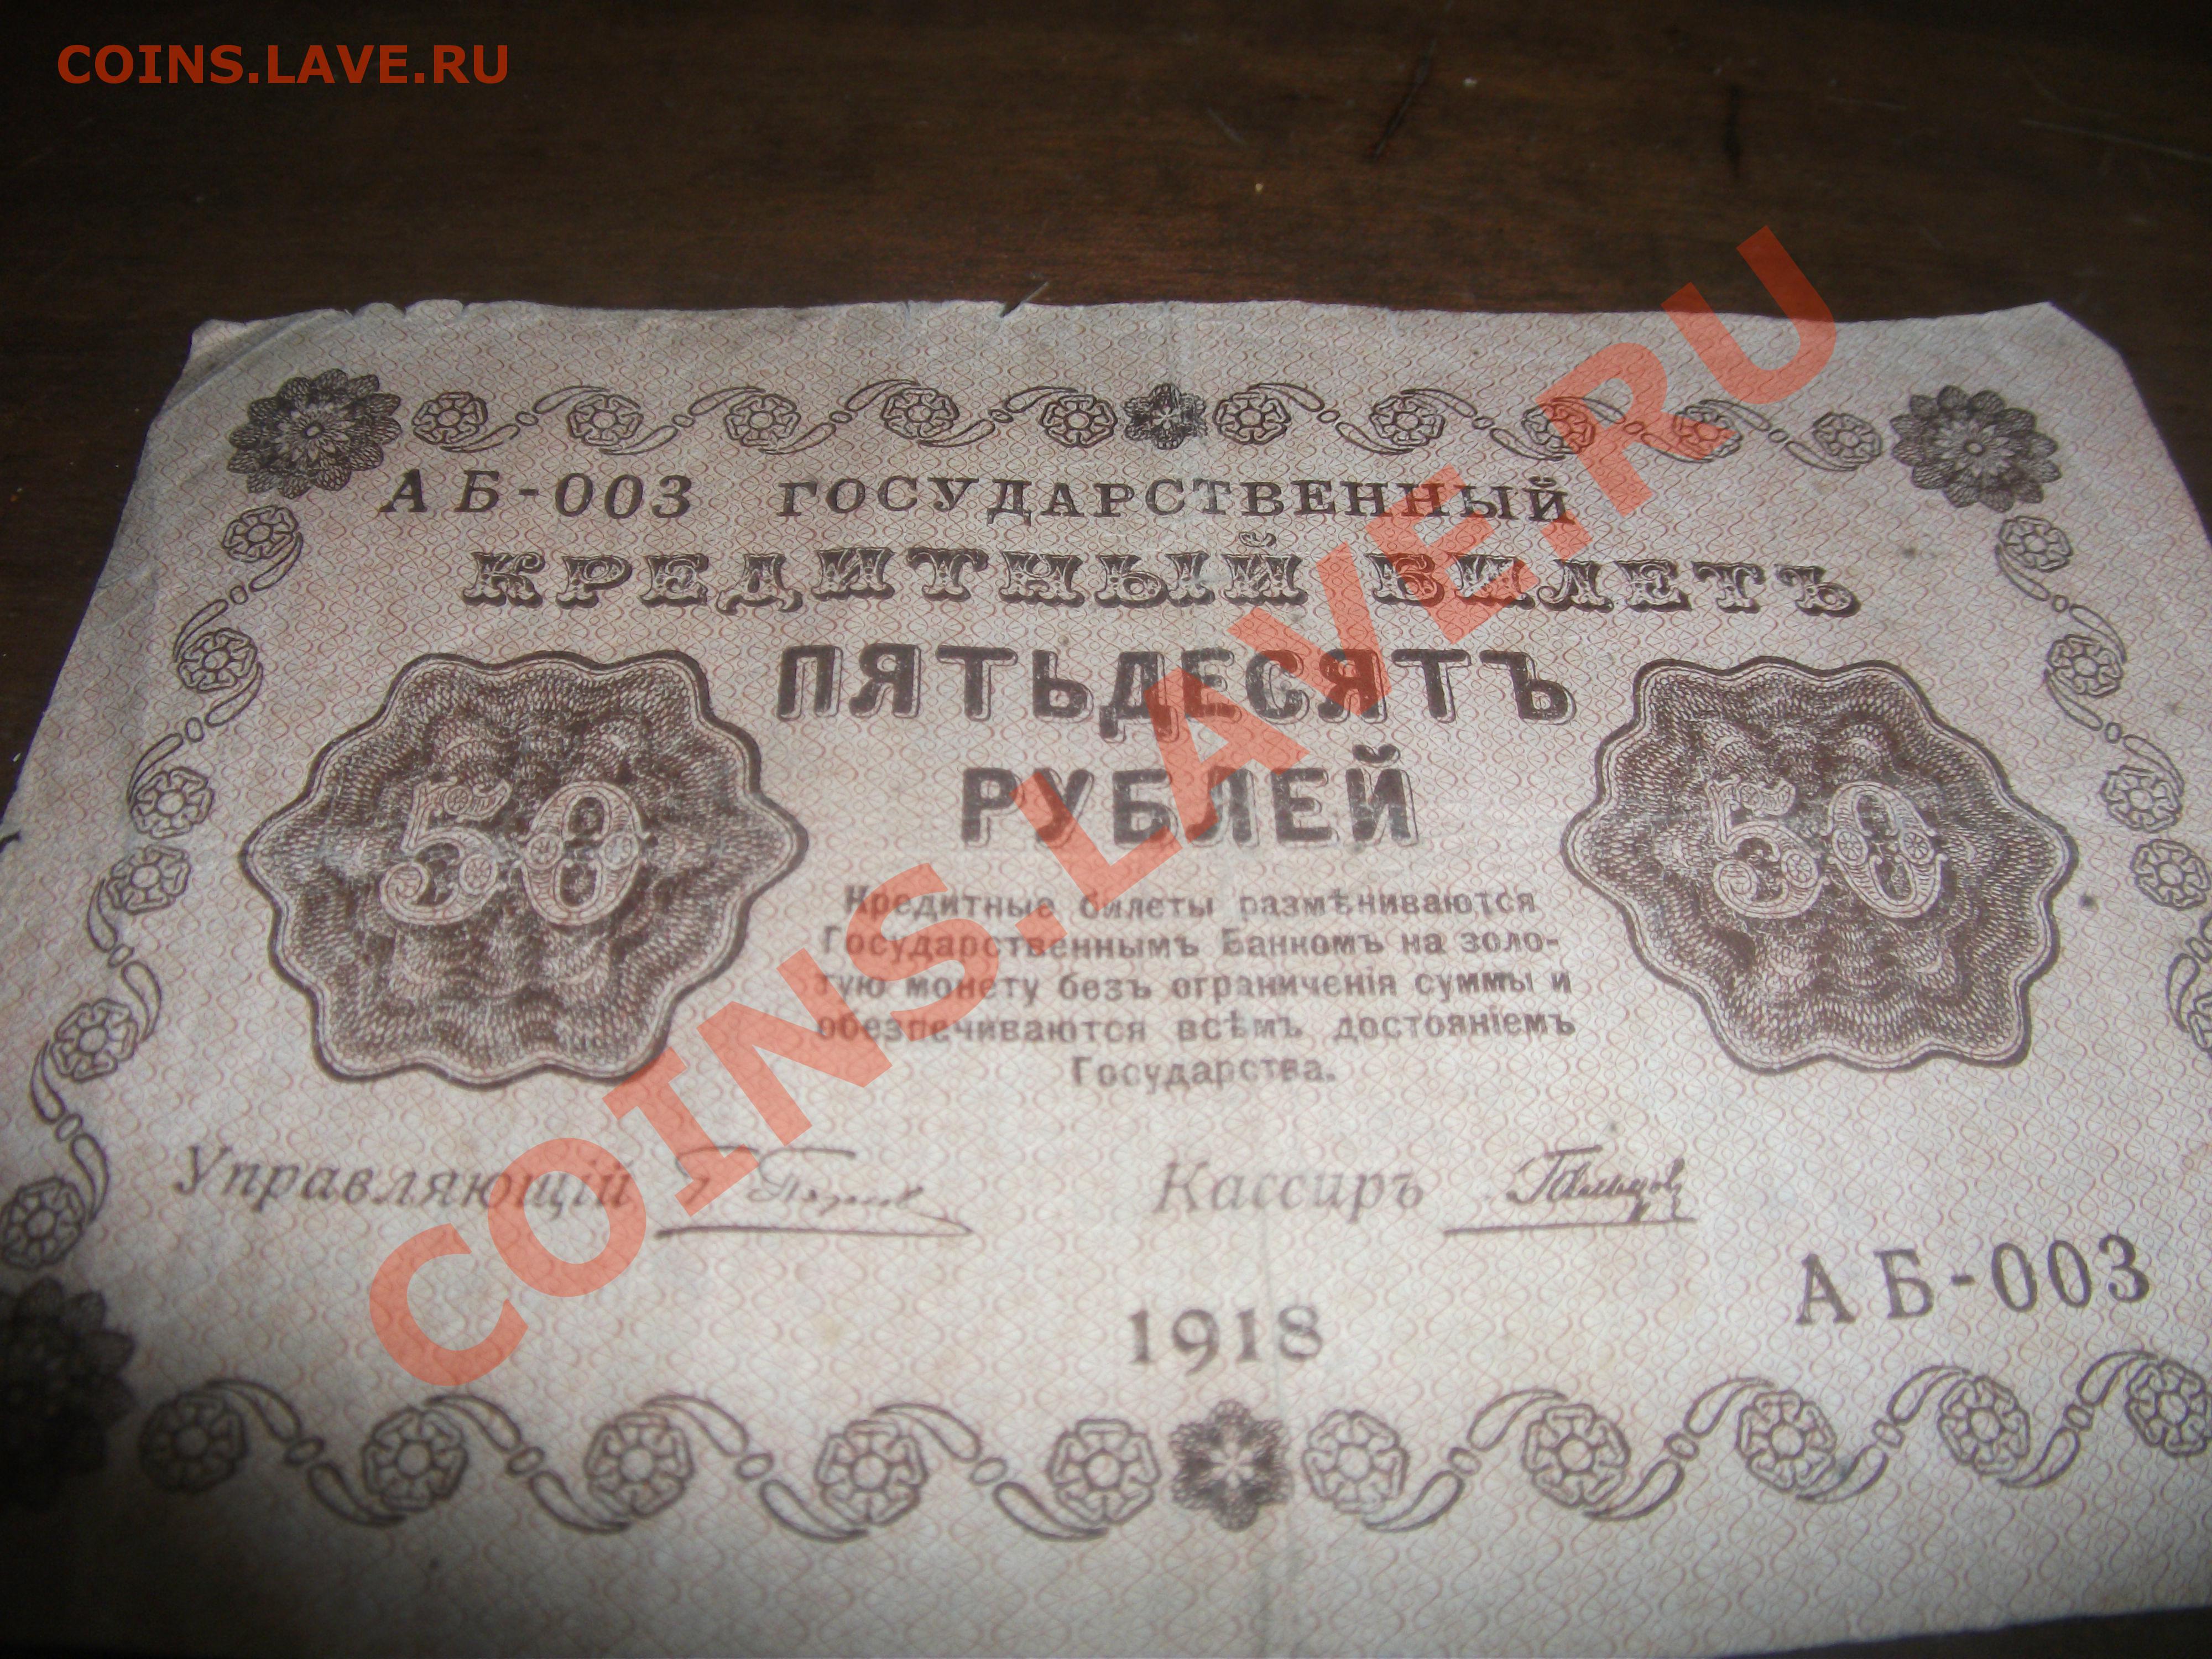 COINS.LAVE.RU
АБ-003 ГОСУДАРСТВЕННЫЙ
КРЕДИТНЫЙ БИЛЕТЪ
ПЯТЬДЕСЯТЪ
РУБЛЕЙ
50
50
Кредитные билеты размѣниваются
Государственнымъ Банкомъ на золо-
тую монету безъ ограниченія суммы и
обезпечиваются всѣмъ достояніемъ
Государства.
Управляющій
Кассиръ
АБ-003
1918
COINS.LAVE.RU